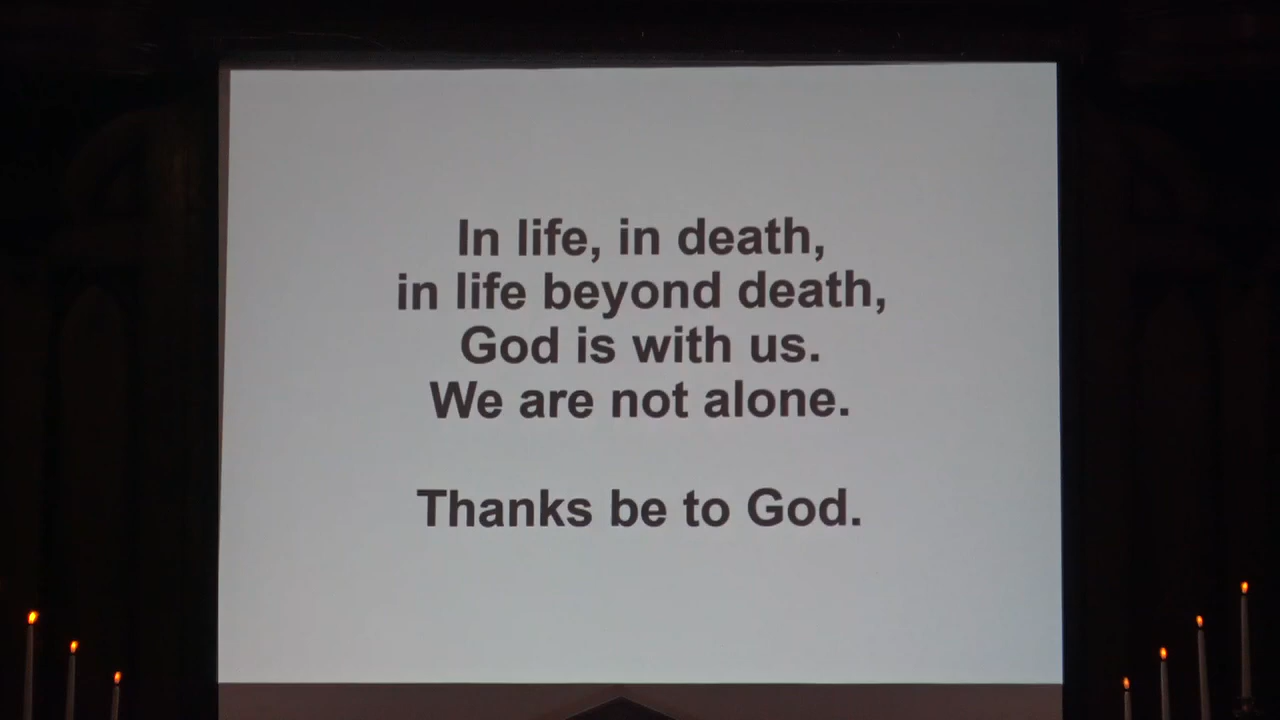 In life, in death,
in life beyond death,
God is with us.
We are not alone.
Thanks be to God.